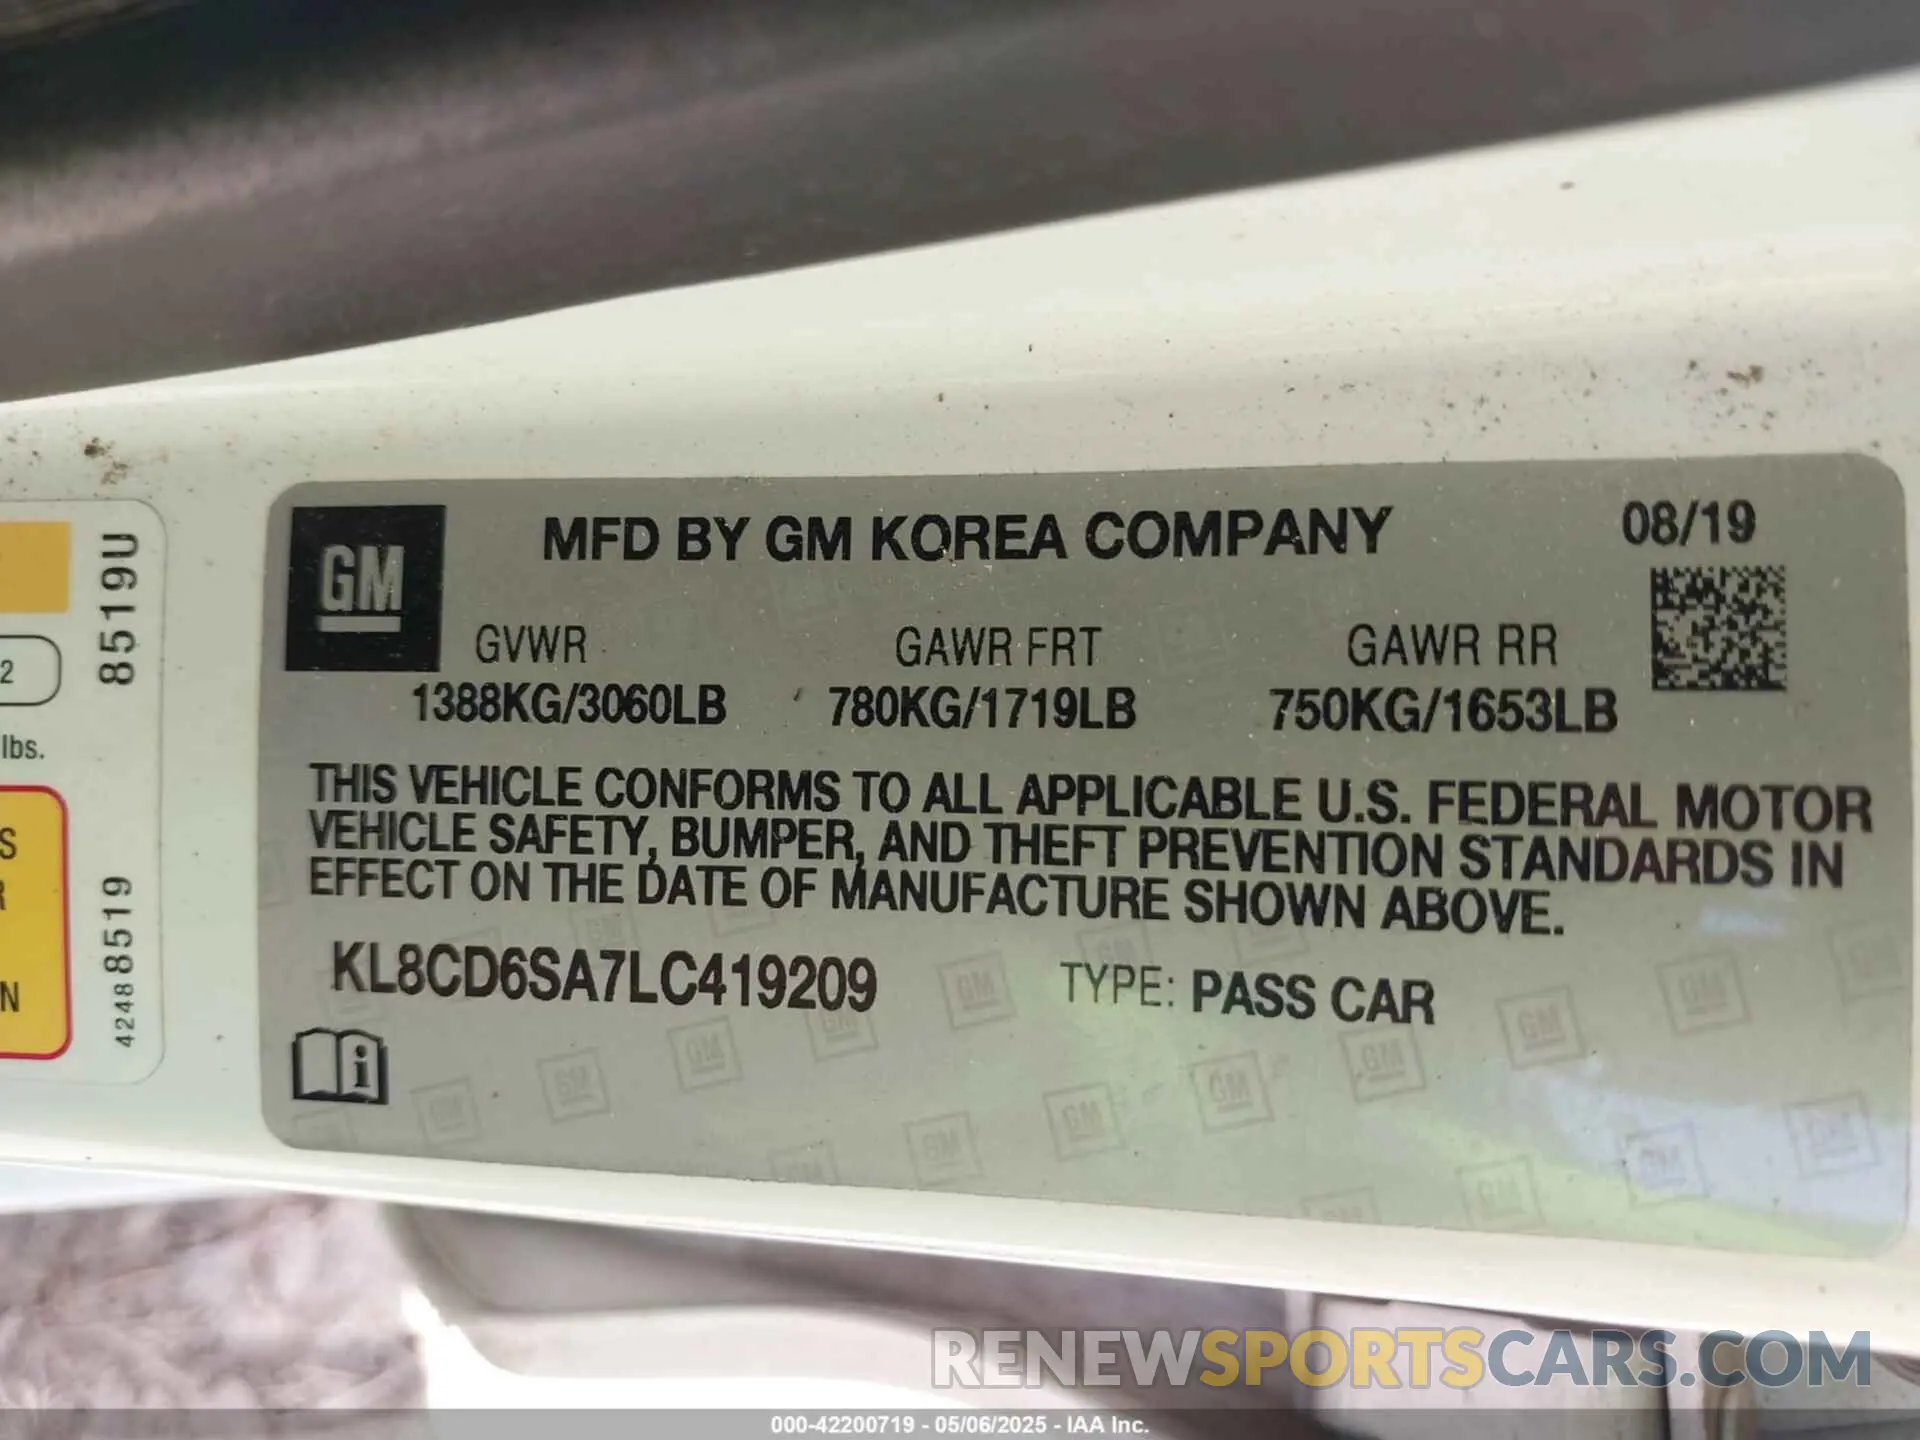 8519U
42488519
2
lbs.
S
R
N
GM
MFD BY GM KOREA COMPANY
08/19
GVWR
GAWR FRT
GAWR RR
1388KG/3060LB
780KG/1719LB
750KG/1653LB
THIS VEHICLE CONFORMS TO ALL APPLICABLE U.S. FEDERAL MOTOR
VEHICLE SAFETY, BUMPER, AND THEFT PREVENTION STANDARDS IN
EFFECT ON THE DATE OF MANUFACTURE SHOWN ABOVE.
KL8CD6SA7LC419209
TYPE: PASS CAR
i
RENEWSPORTSCARS.COM
000-42200719 - 05/06/2025 - IAA Inc.